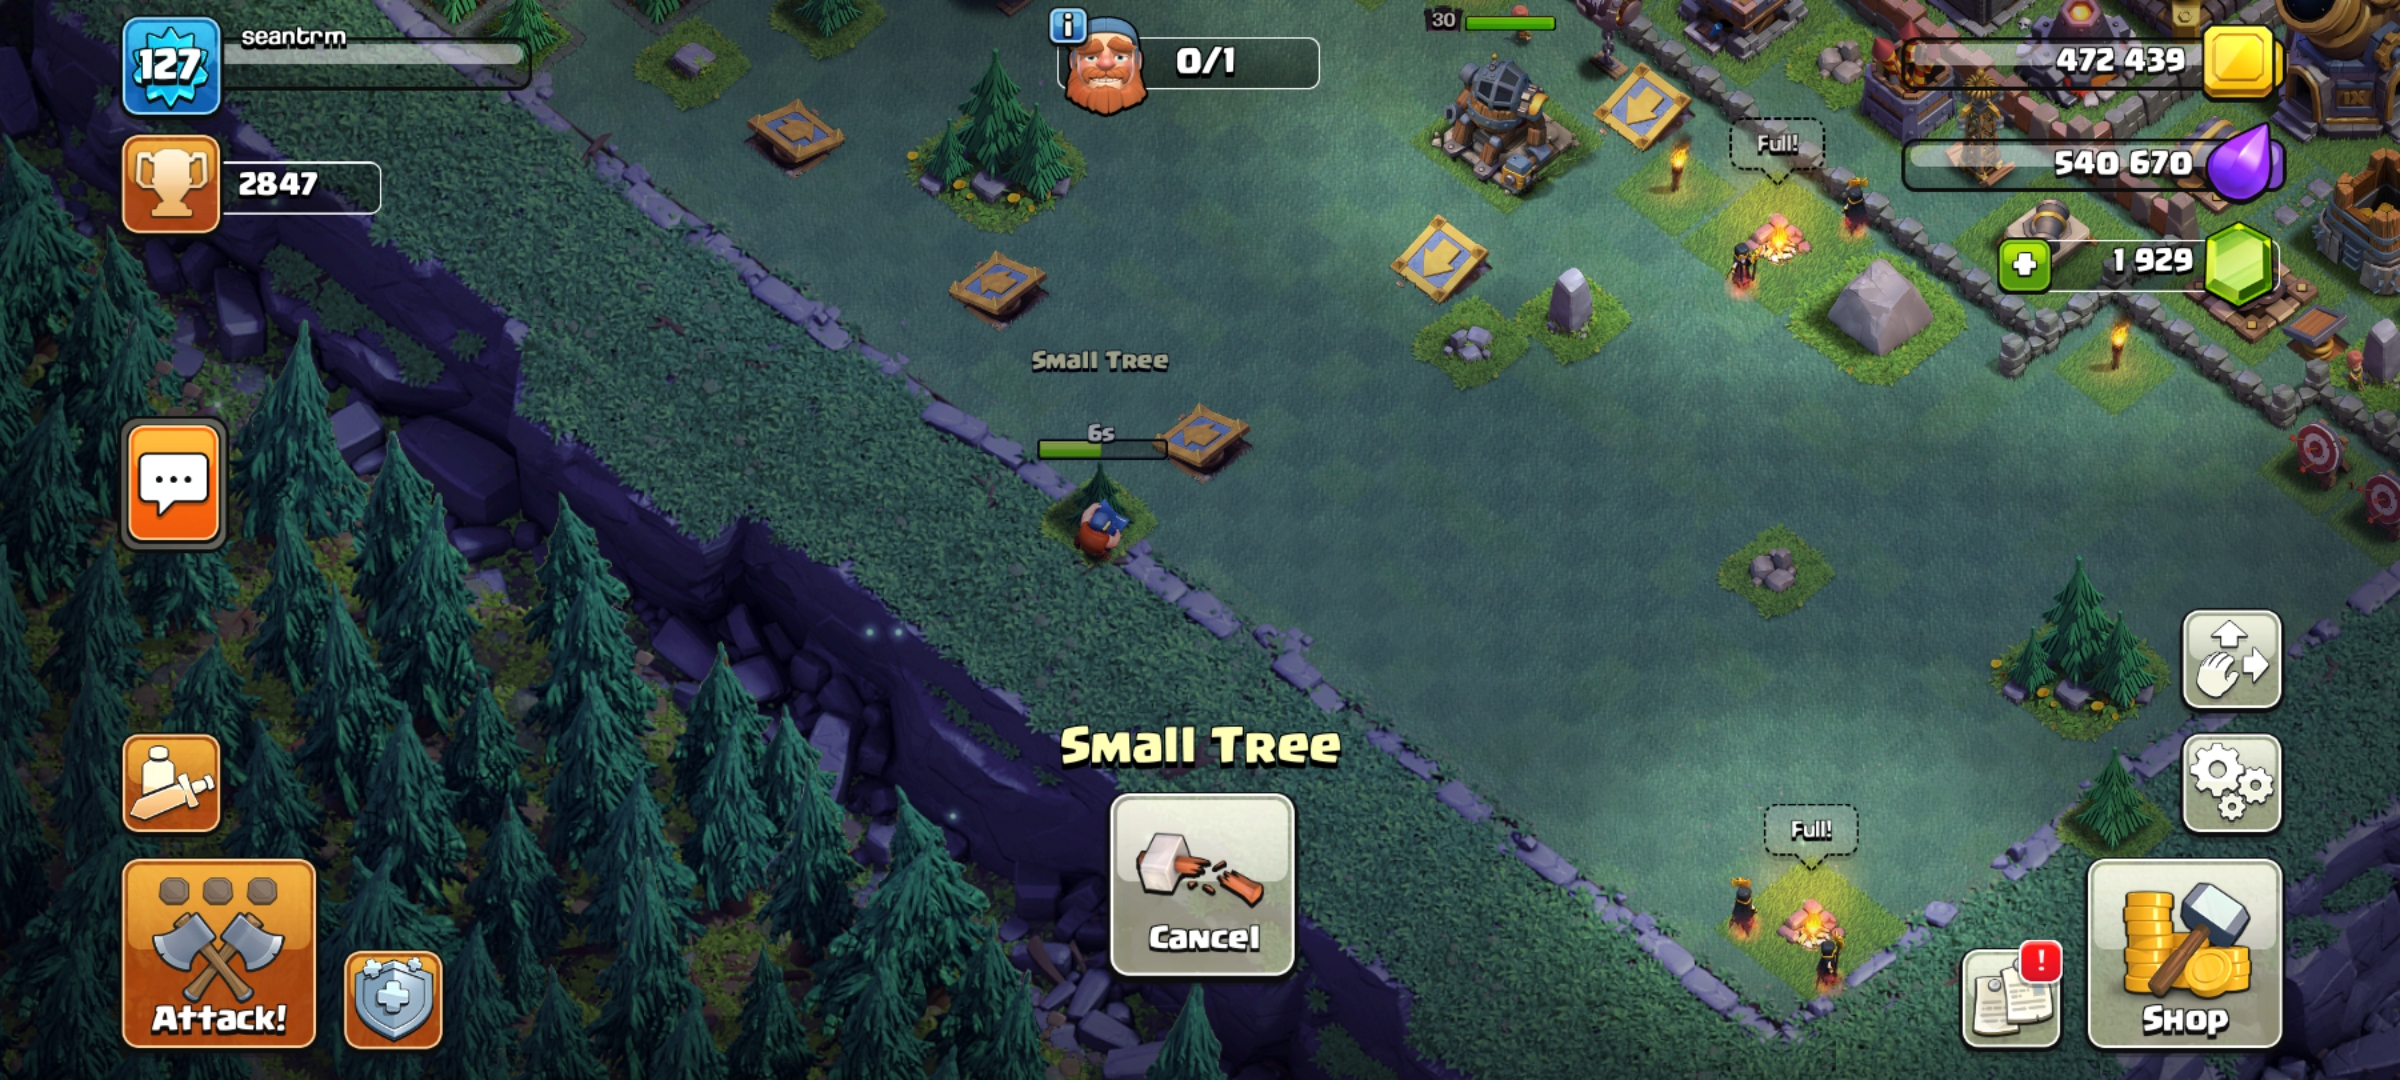 127
seantrm
i
0/1
30
472 439
2847
Full!
540 670
1 929
Small Tree
6s
Small Tree
Full!
Cancel
!
Attack!
Shop